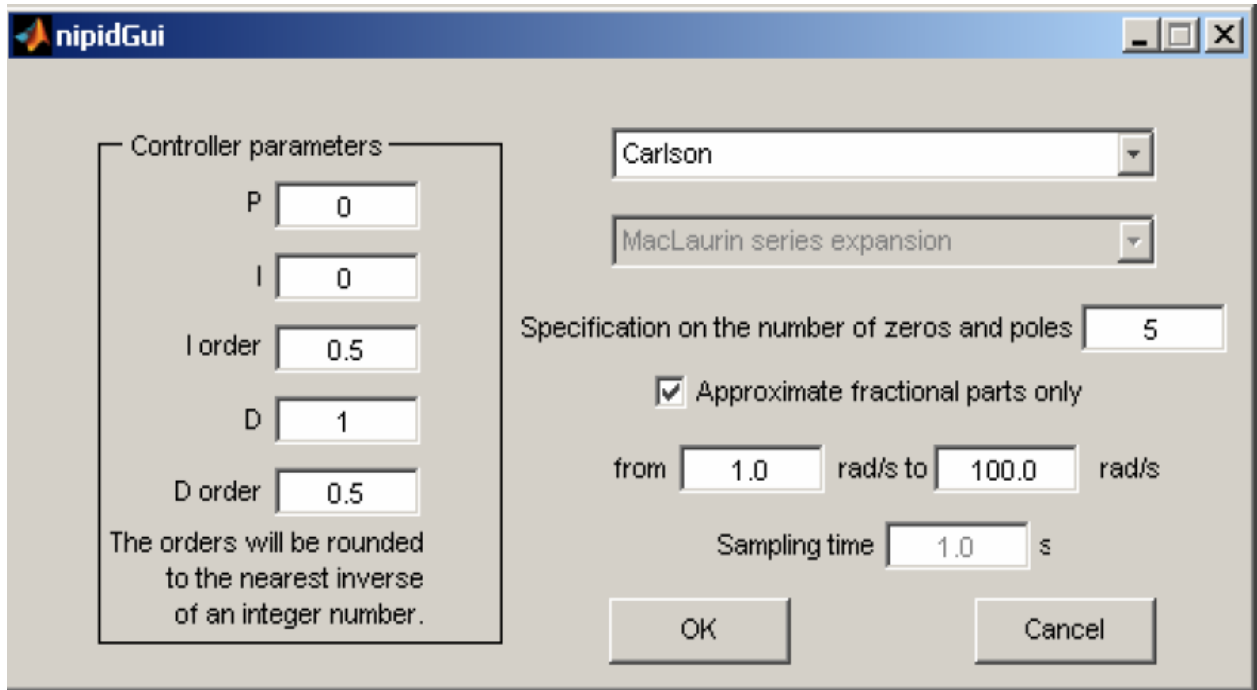 nipidGui
Controller parameters
P 0
I 0
I order 0.5
D 1
D order 0.5
The orders will be rounded
to the nearest inverse
of an integer number.
Carlson
MacLaurin series expansion
Specification on the number of zeros and poles 5
Approximate fractional parts only
from 1.0 rad/s to 100.0 rad/s
Sampling time 1.0 s
OK Cancel